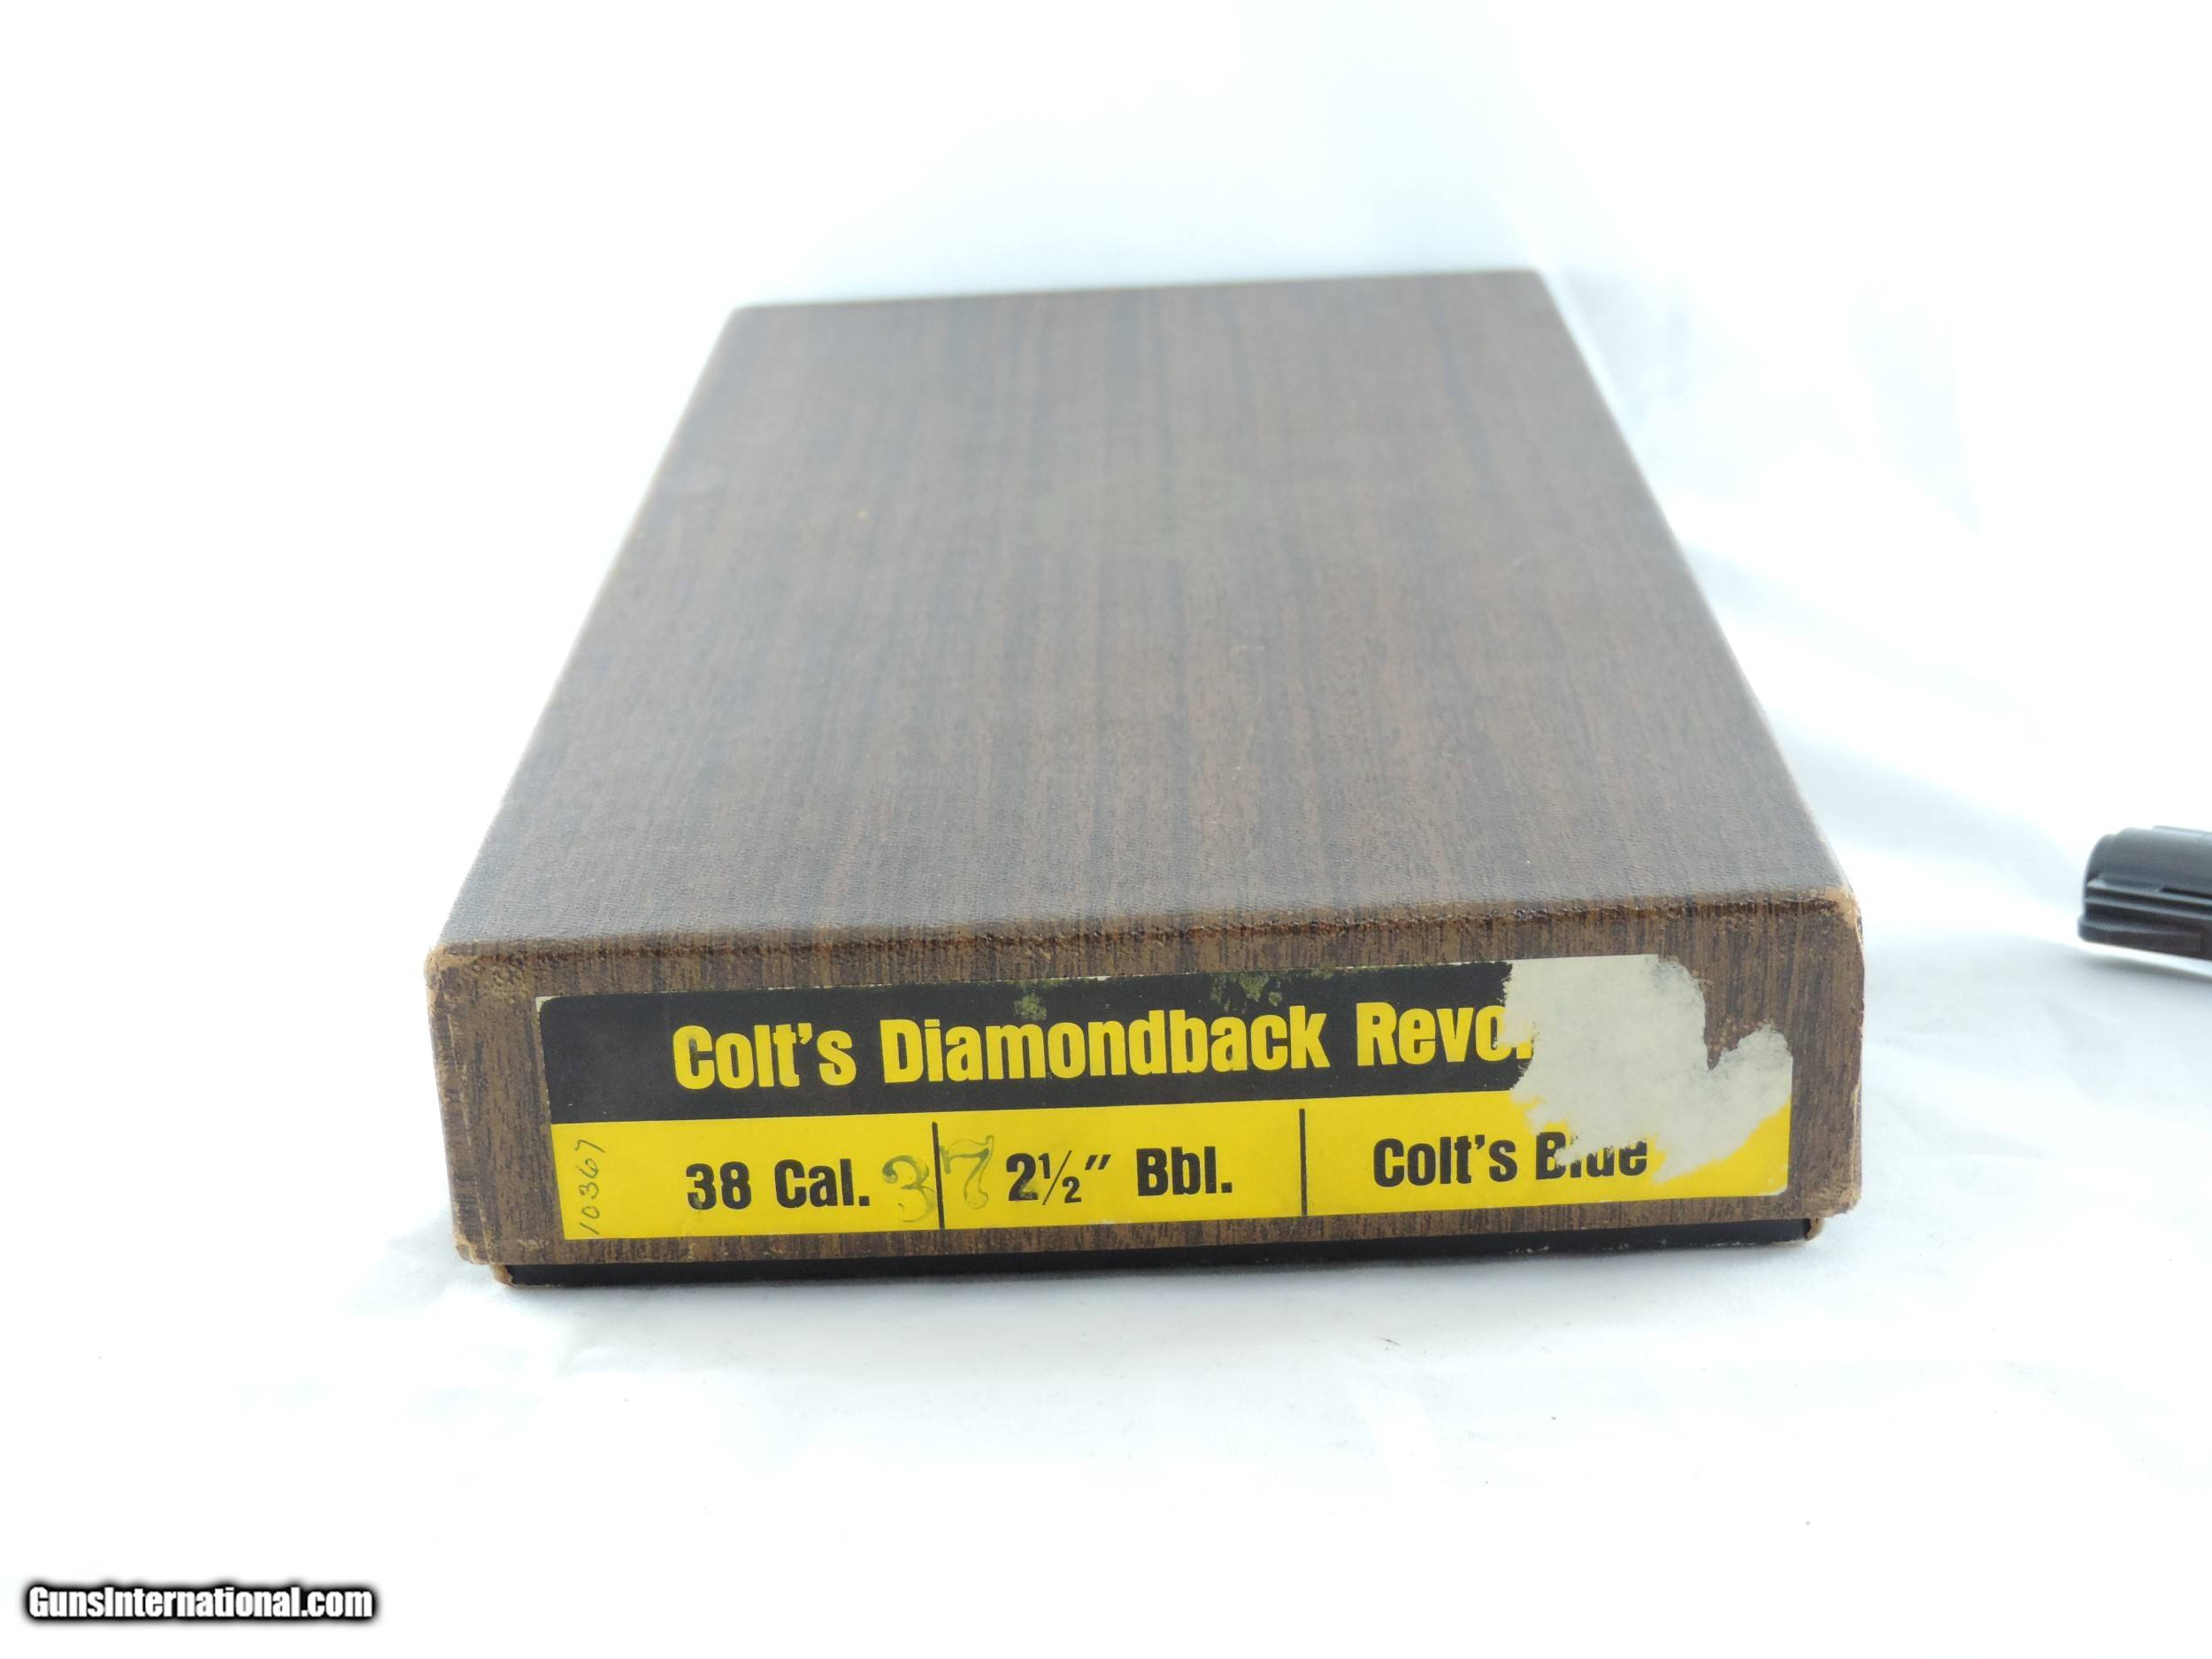 Colt's Diamondback Revo
38 Cal. 37 2½" Bbl. Colt's Blue
10367
GunsInternational.com